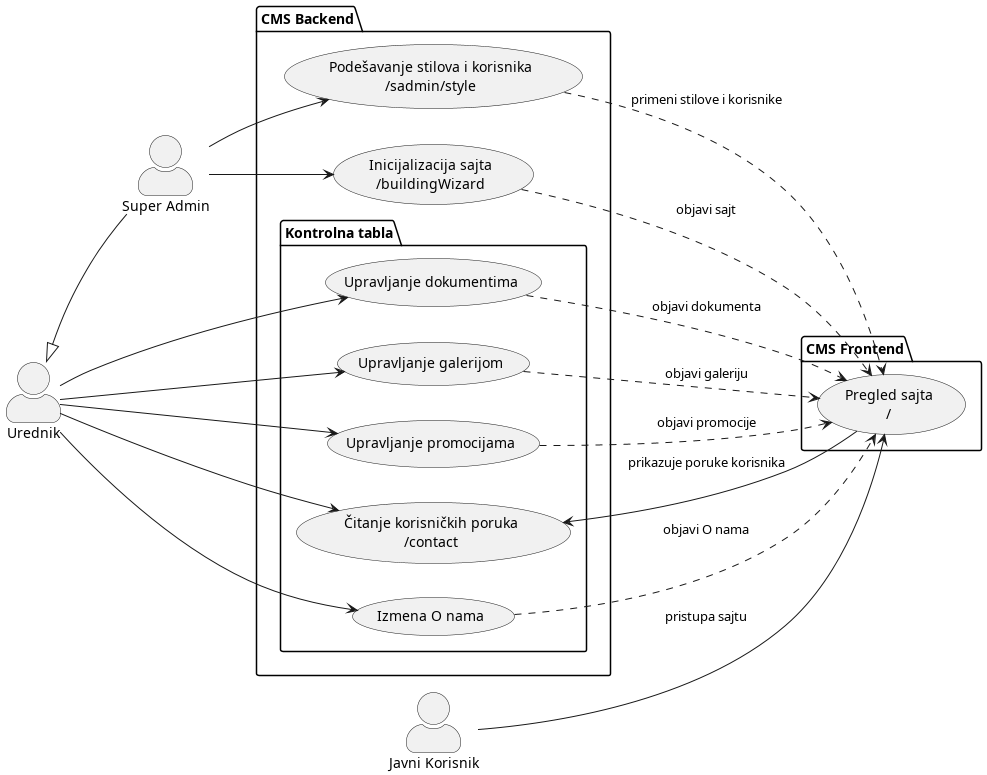 CMS Backend
Podešavanje stilova i korisnika
/sadmin/style
primeni stilove i korisnike
Inicijalizacija sajta
/buildingWizard
Super Admin
objavi sajt
Kontrolna tabla
Upravljanje dokumentima
objavi dokumenta
CMS Frontend
Upravljanje galerijom
objavi galeriju
Pregled sajta
/
Urednik
Upravljanje promocijama
objavi promocije
prikazuje poruke korisnika
Čitanje korisničkih poruka
/contact
objavi O nama
Izmena O nama
pristupa sajtu
Javni Korisnik